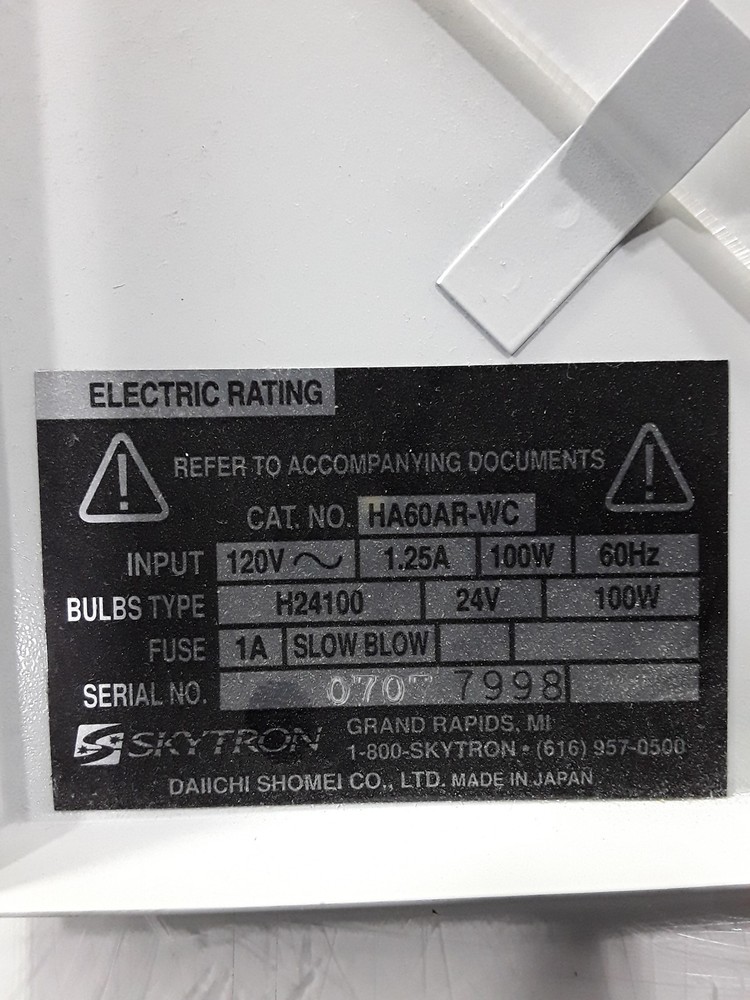 ELECTRIC RATING
REFER TO ACCOMPANYING DOCUMENTS
CAT. NO. HA60AR-WC
INPUT 120V ~ 1.25A 100W 60Hz
BULBS TYPE H24100 24V 100W
FUSE 1A SLOW BLOW
SERIAL NO. 0707 7998
SKYTRON GRAND RAPIDS, MI
1-800-SKYTRON • (616) 957-0500
DAIICHI SHOMEI CO., LTD. MADE IN JAPAN